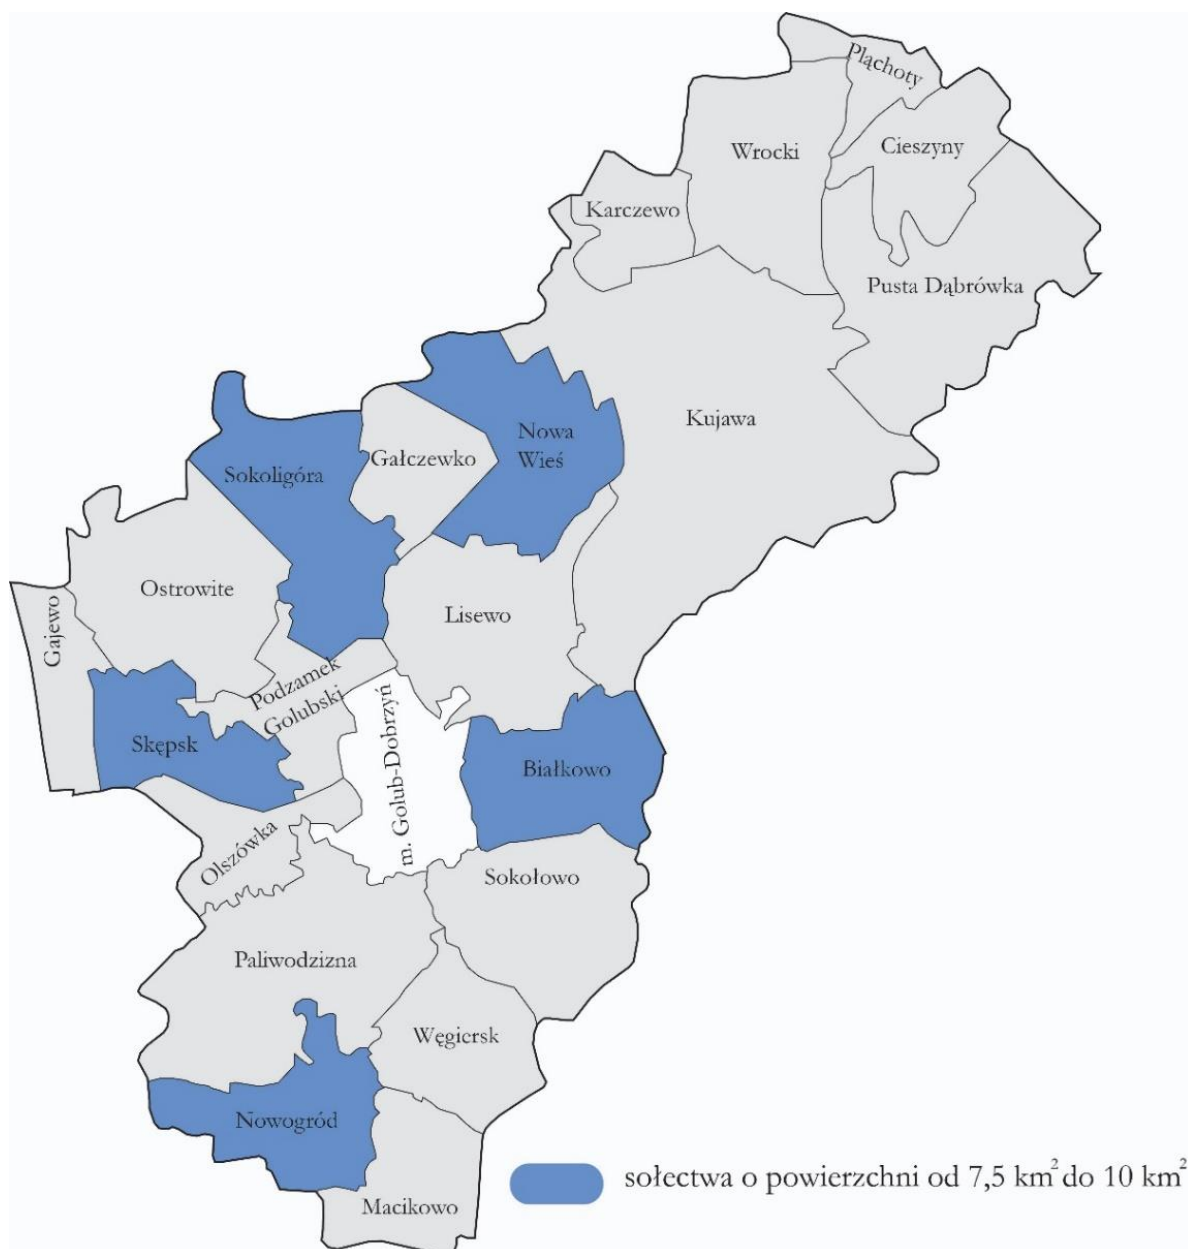 Pląchoty
Wrocki
Cieszyny
Karczewo
Pusta Dąbrówka
Kujawa
Nowa
Wieś
Gałczewko
Sokoligóra
Ostrowite
Lisewo
Gajewo
Podzamek
Golubski
Skępsk
m. Golub-Dobrzyń
Białkowo
Olszówka
Sokołowo
Paliwodzizna
Węgiersk
Nowogród
Macikowo
sołectwa o powierzchni od 7,5 km² do 10 km²